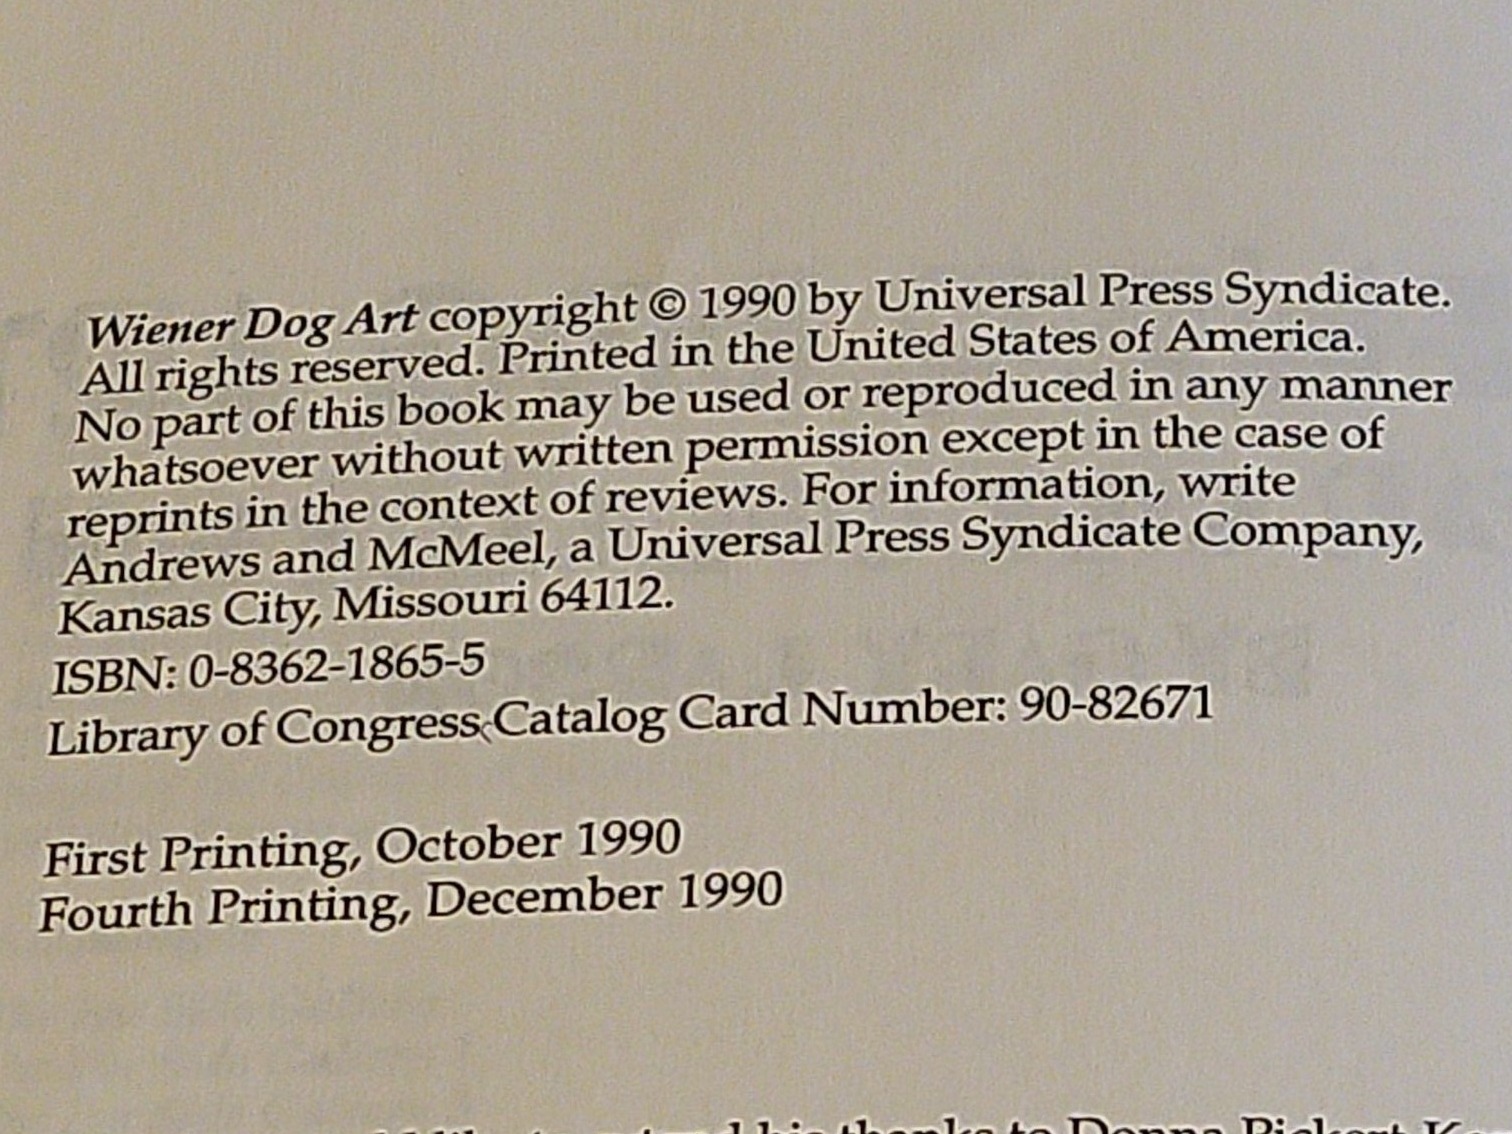 Wiener Dog Art copyright © 1990 by Universal Press Syndicate.
All rights reserved. Printed in the United States of America.
No part of this book may be used or reproduced in any manner
whatsoever without written permission except in the case of
reprints in the context of reviews. For information, write
Andrews and McMeel, a Universal Press Syndicate Company,
Kansas City, Missouri 64112.
ISBN: 0-8362-1865-5
Library of Congress Catalog Card Number: 90-82671
First Printing, October 1990
Fourth Printing, December 1990
his thanks to Donna